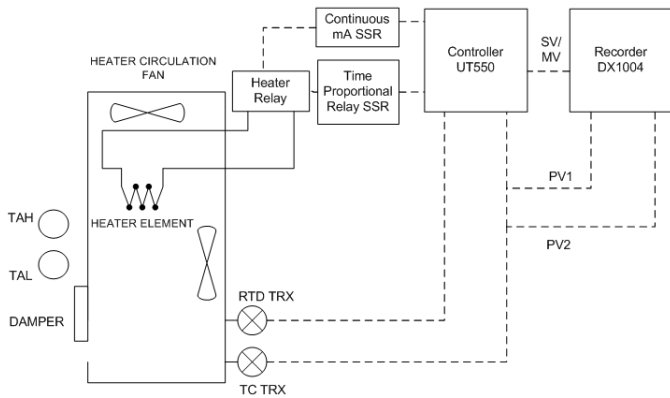 Continuous
mA SSR
Controller
UT550
SV/
MV
Recorder
DX1004
HEATER CIRCULATION
FAN
Heater
Relay
Time
Proportional
Relay SSR
PV1
HEATER ELEMENT
TAH
PV2
TAL
RTD TRX
DAMPER
TC TRX